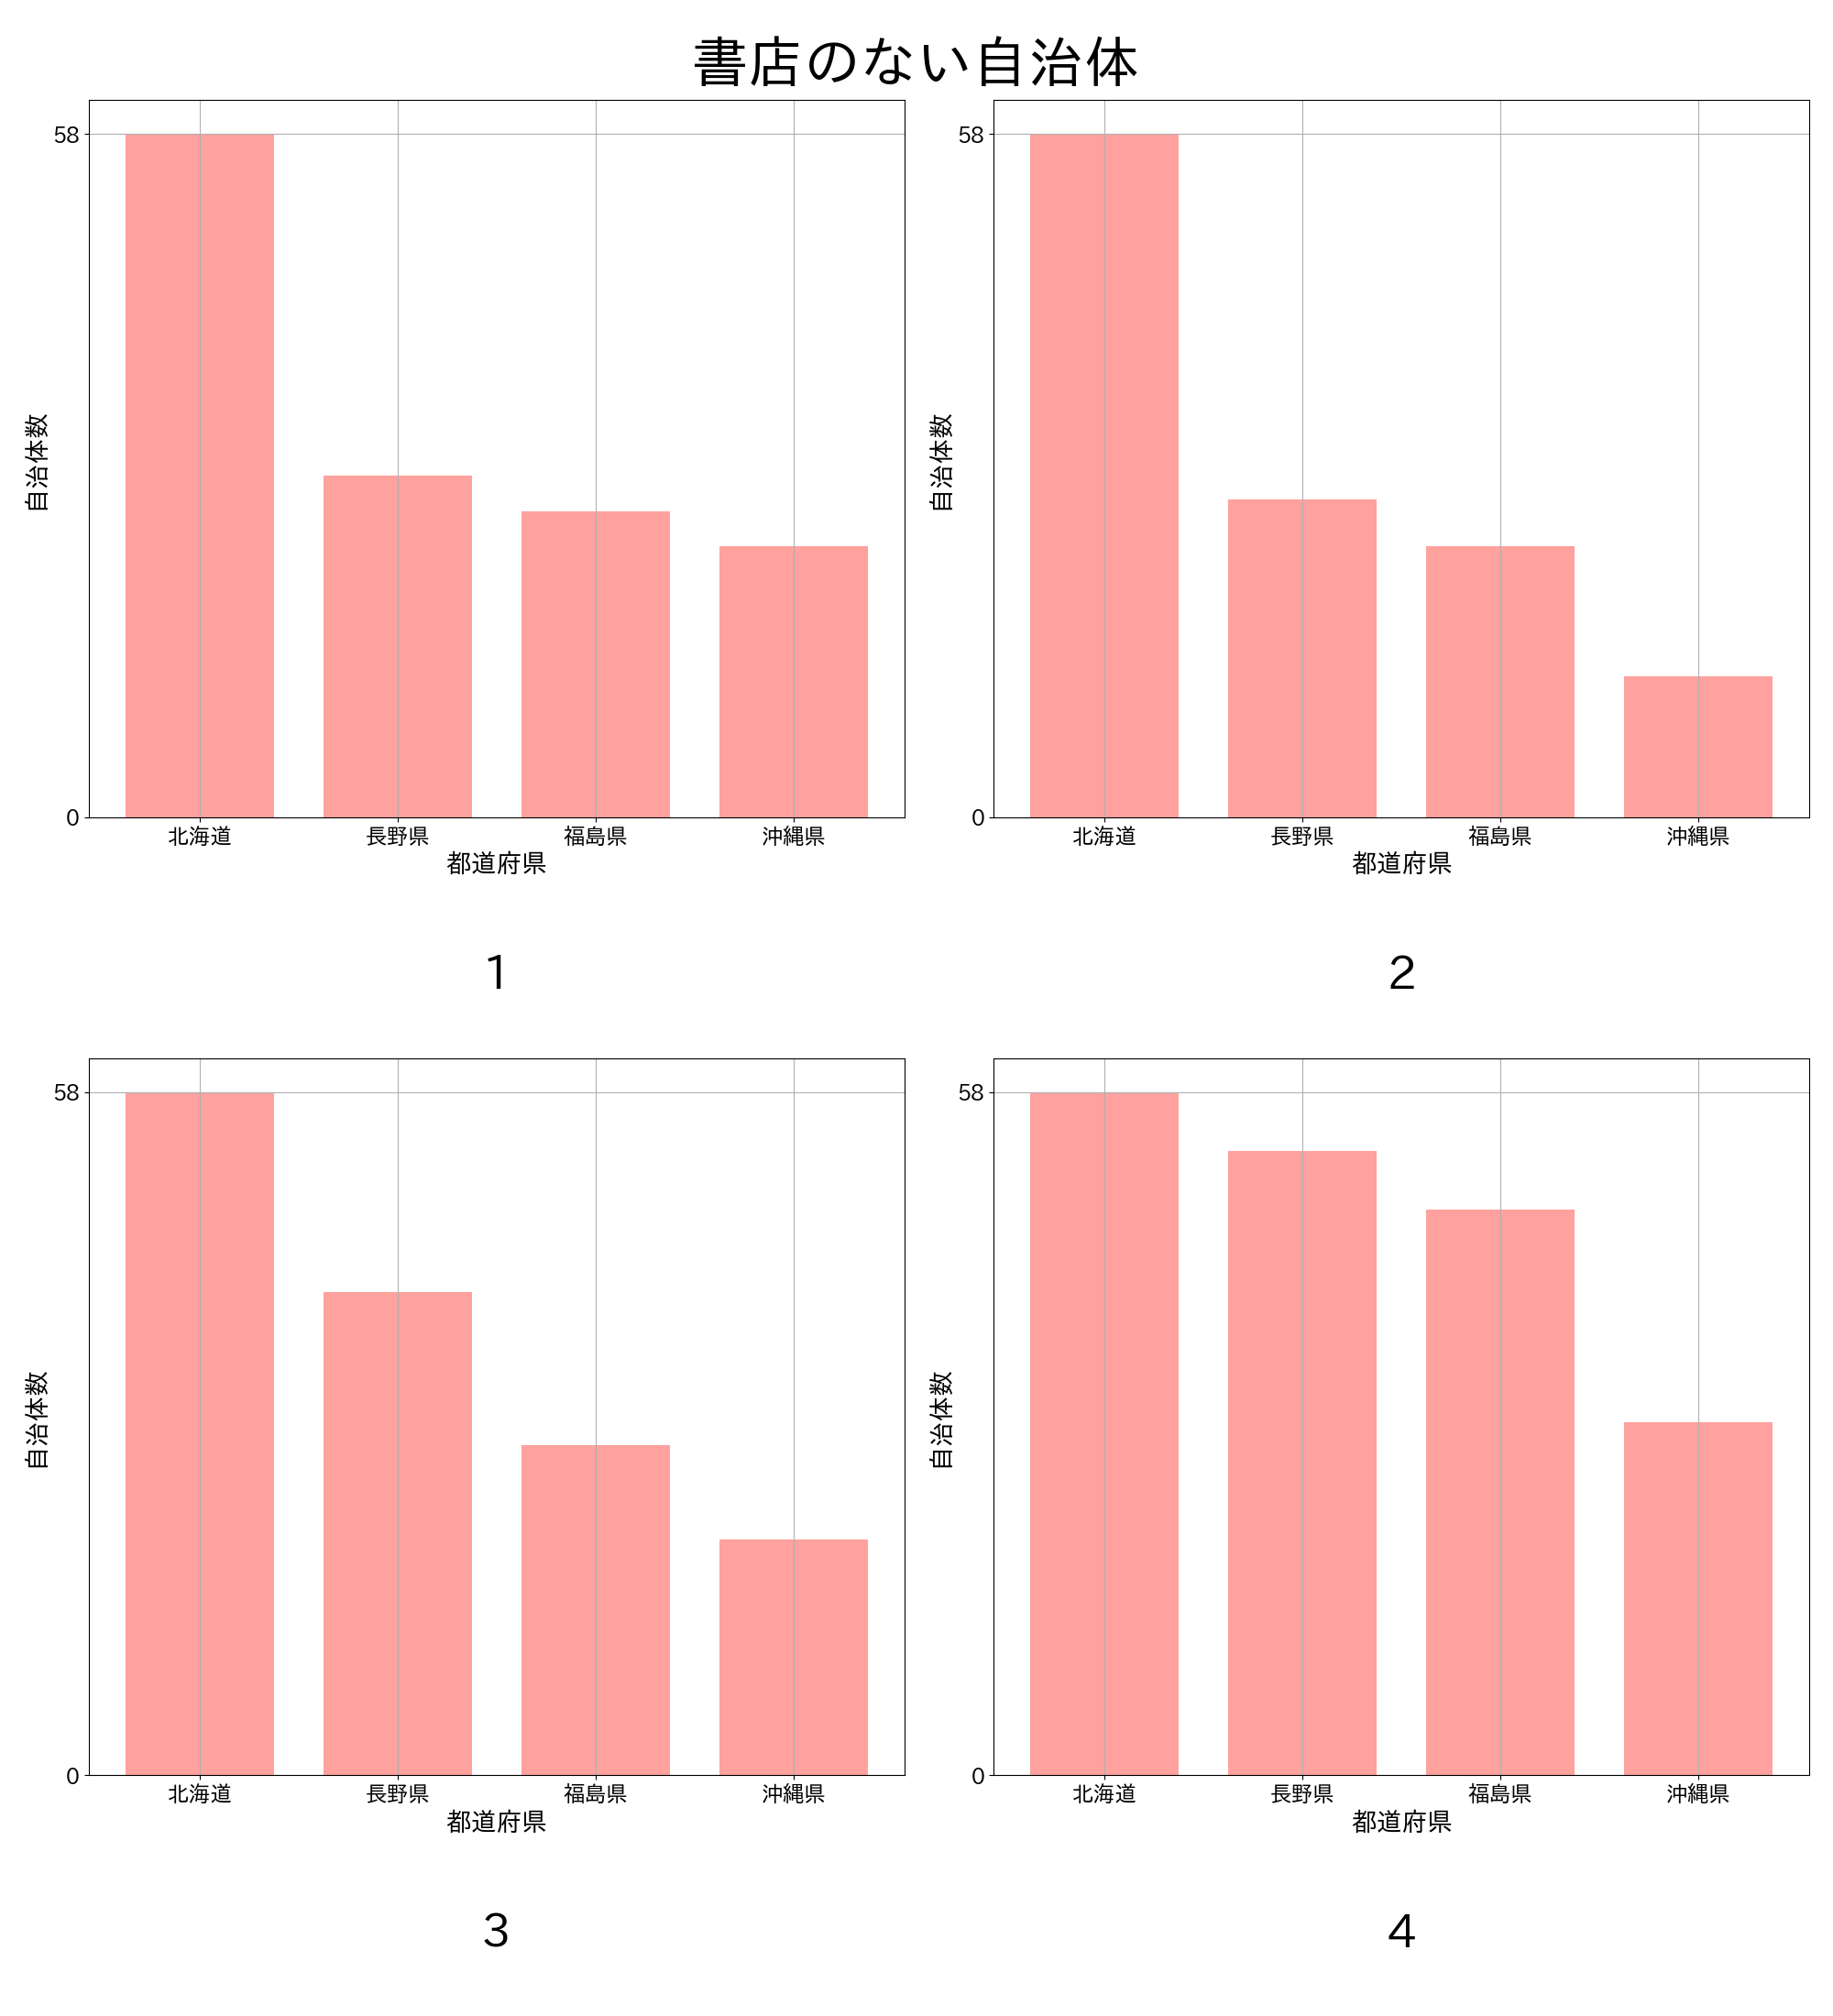 書店のない自治体
58
0
自治体数
北海道 長野県 福島県 沖縄県
都道府県
1
58
0
自治体数
北海道 長野県 福島県 沖縄県
都道府県
2
58
0
自治体数
北海道 長野県 福島県 沖縄県
都道府県
3
58
0
自治体数
北海道 長野県 福島県 沖縄県
都道府県
4